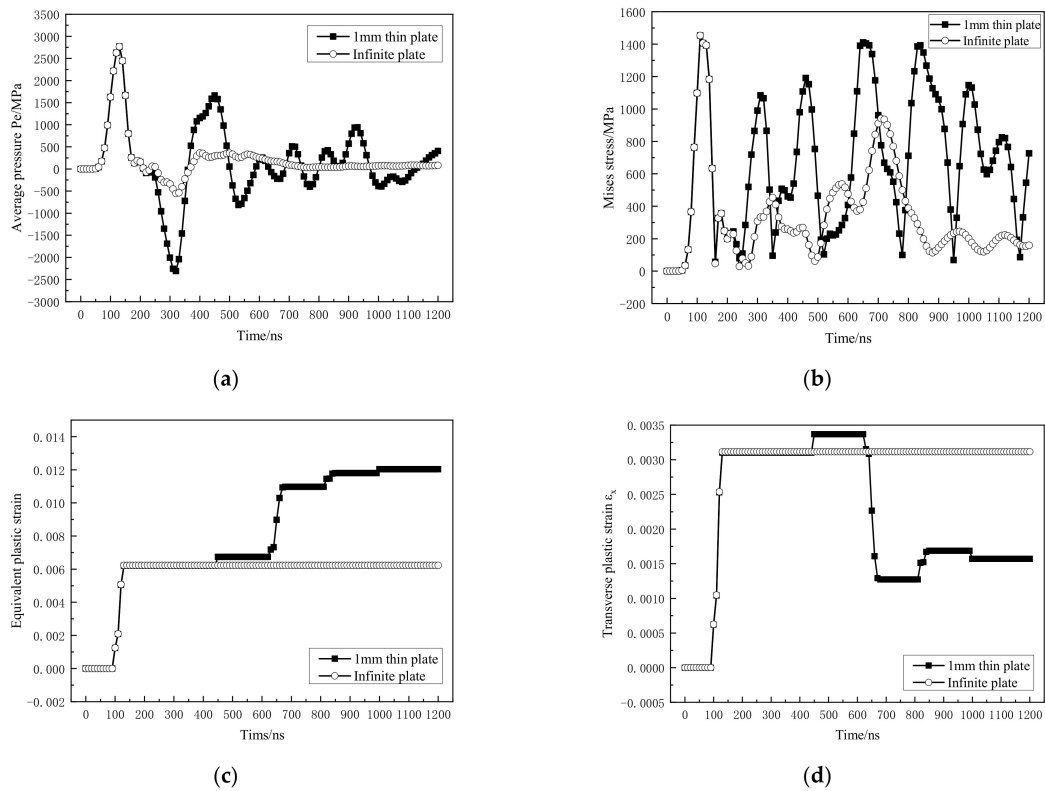 3500
3000
2500
2000
1500
1000
500
0
-500
-1000
-1500
-2000
-2500
-3000
Average pressure Pe/MPa
1mm thin plate
Infinite plate
0 100 200 300 400 500 600 700 800 900 1000 1100 1200
Time/ns
(a)
1600
1400
1200
1000
800
600
400
200
0
-200
Mises stress/MPa
1mm thin plate
Infinite plate
0 100 200 300 400 500 600 700 800 900 1000 1100 1200
Time/ns
(b)
0.014
0.012
0.010
0.008
0.006
0.004
0.002
0.000
-0.002
Equivalent plastic strain
1mm thin plate
Infinite plate
0 100 200 300 400 500 600 700 800 900 1000 1100 1200
Tims/ns
(c)
0.0035
0.0030
0.0025
0.0020
0.0015
0.0010
0.0005
0.0000
-0.0005
Transverse plastic strain εx
1mm thin plate
Infinite plate
0 100 200 300 400 500 600 700 800 900 1000 1100 1200
Time/ns
(d)